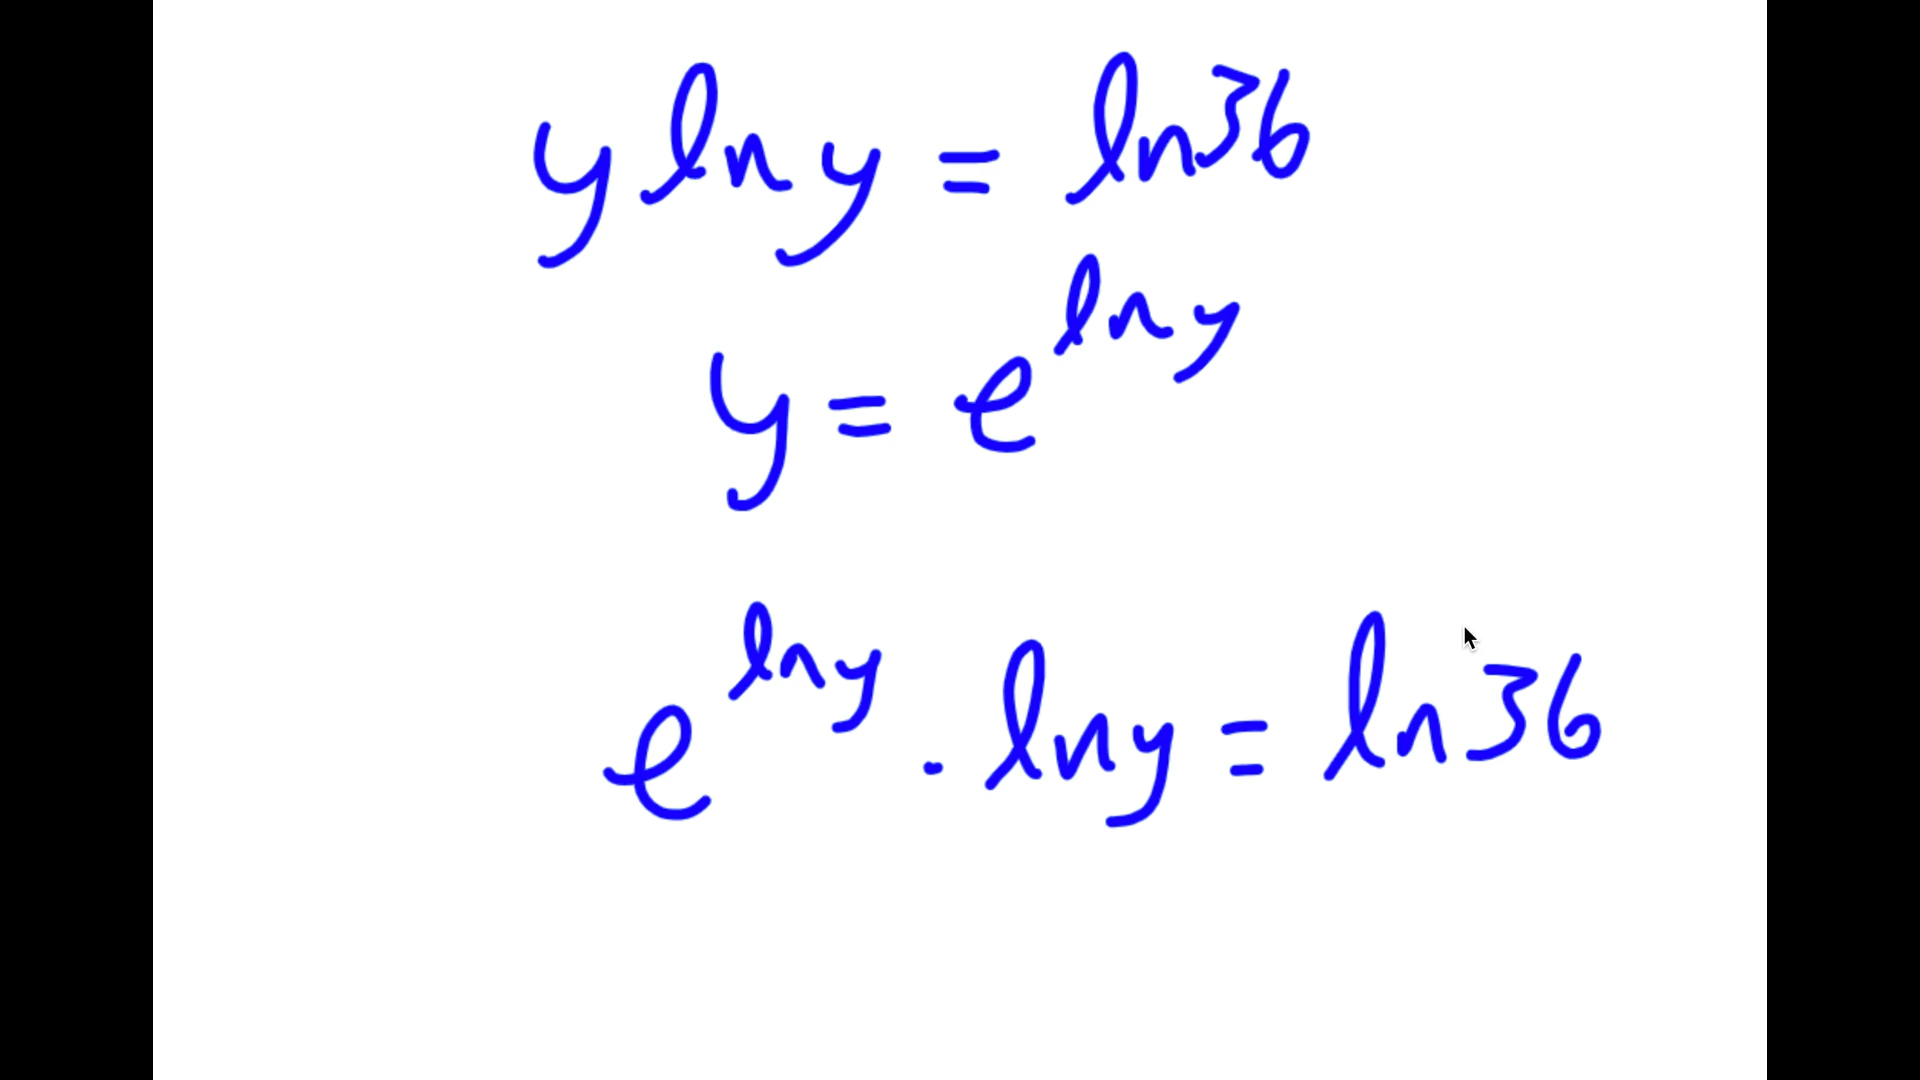 y ln y = ln 36
y = e^{ln y}
e^{ln y} · ln y = ln 36